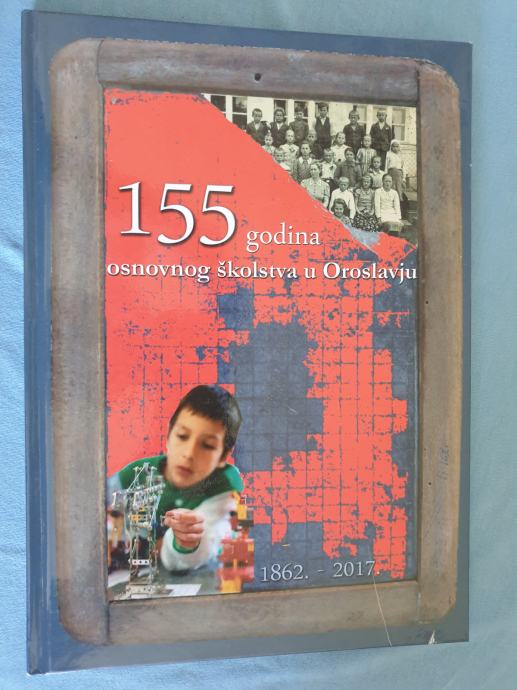 155 godina
osnovnog školstva u Oroslavju
1862. - 2017.